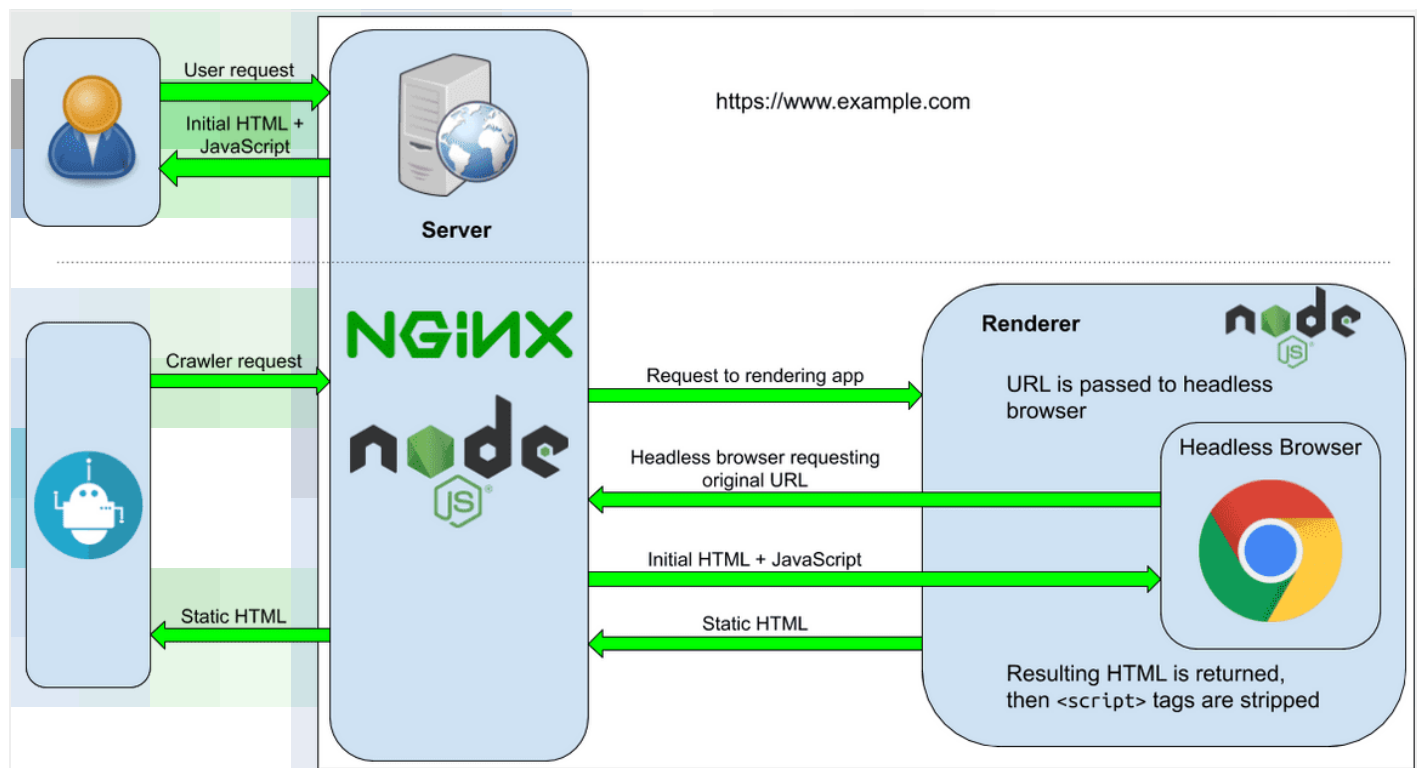 User request
Initial HTML +
JavaScript
https://www.example.com
Server
NGiNX
node
JS
Crawler request
Static HTML
Request to rendering app
Headless browser requesting
original URL
Initial HTML + JavaScript
Static HTML
Renderer
node
JS
URL is passed to headless
browser
Headless Browser
Resulting HTML is returned,
then <script> tags are stripped